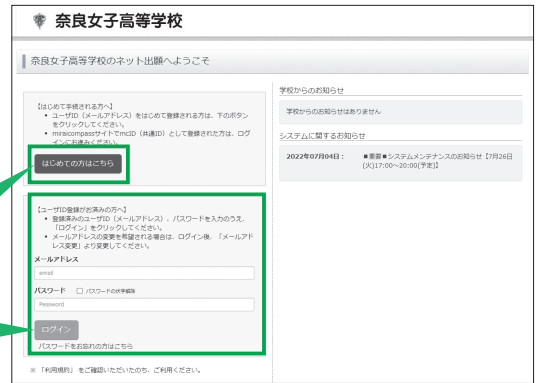 奈良女子高等学校
奈良女子高等学校のネット出願へようこそ
【はじめて手続される方へ】
• ユーザID（メールアドレス）をはじめて登録される方は、下のボタン
をクリックしてください。
• miraicompassサイトでmcID（共通ID）として登録された方は、ログ
インにお進みください。
はじめての方はこちら
【ユーザID登録がお済みの方へ】
• 登録済みのユーザID（メールアドレス）、パスワードを入力のうえ、
「ログイン」をクリックしてください。
• メールアドレスの変更を希望される場合は、ログイン後、「メールアド
レス変更」より変更してください。
メールアドレス
email
パスワード □ パスワードの伏字解除
Password
ログイン
パスワードをお忘れの方はこちら
※ 「利用規約」 をご確認いただいたのち、ご利用ください。
学校からのお知らせ
学校からのお知らせはありません
システムに関するお知らせ
2022年07月04日： ■重要■システムメンテナンスのお知らせ【7月26日
(火)17:00～20:00(予定)】